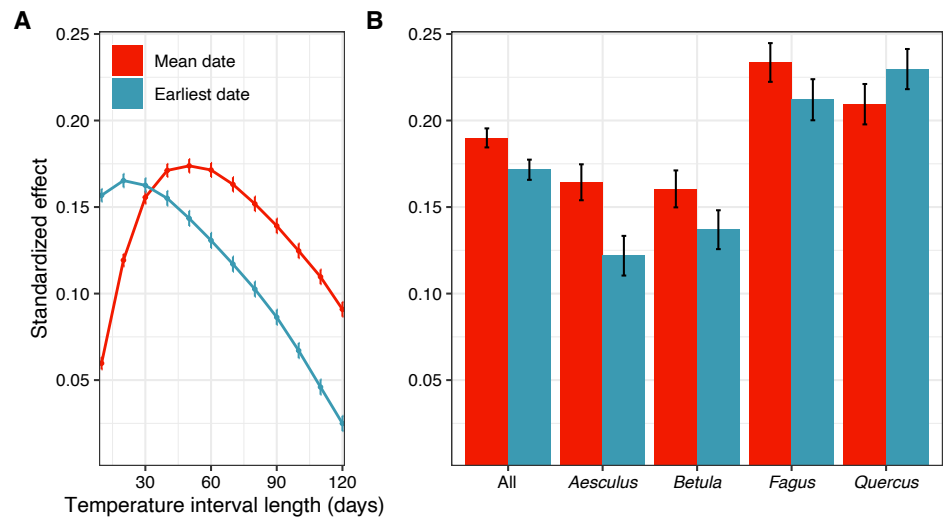 A
B
0.25
0.20
0.15
0.10
0.05
Standardized effect
Mean date
Earliest date
30
60
90
120
Temperature interval length (days)
0.25
0.20
0.15
0.10
0.05
All
Aesculus
Betula
Fagus
Quercus